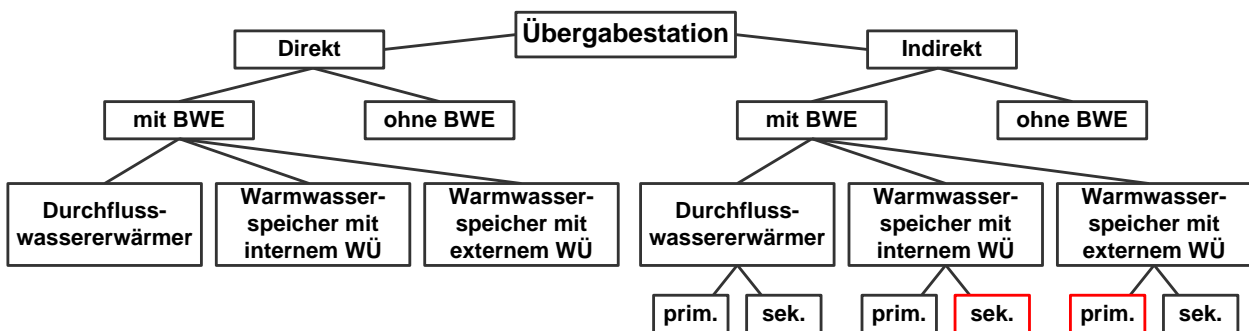 Übergabestation
Direkt
Indirekt
mit BWE
ohne BWE
mit BWE
ohne BWE
Durchfluss-
wassererwärmer
Warmwasser-
speicher mit
internem WÜ
Warmwasser-
speicher mit
externem WÜ
Durchfluss-
wassererwärmer
Warmwasser-
speicher mit
internem WÜ
Warmwasser-
speicher mit
externem WÜ
prim.
sek.
prim.
sek.
prim.
sek.